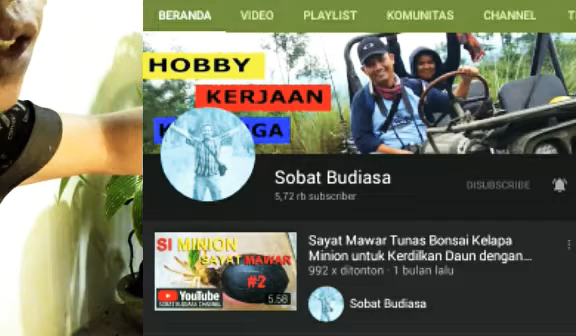 BERANDA VIDEO PLAYLIST KOMUNITAS CHANNEL
HOBBY
KERJAAN
Sobat Budiasa
5,72 rb subscriber
DISUBSCRIBE
SI MINION
SAYAT MAWAR
#2
YouTube
5.58
Sayat Mawar Tunas Bonsai Kelapa
Minion untuk Kerdilkan Daun dengan...
992 x ditonton · 1 bulan lalu
Sobat Budiasa